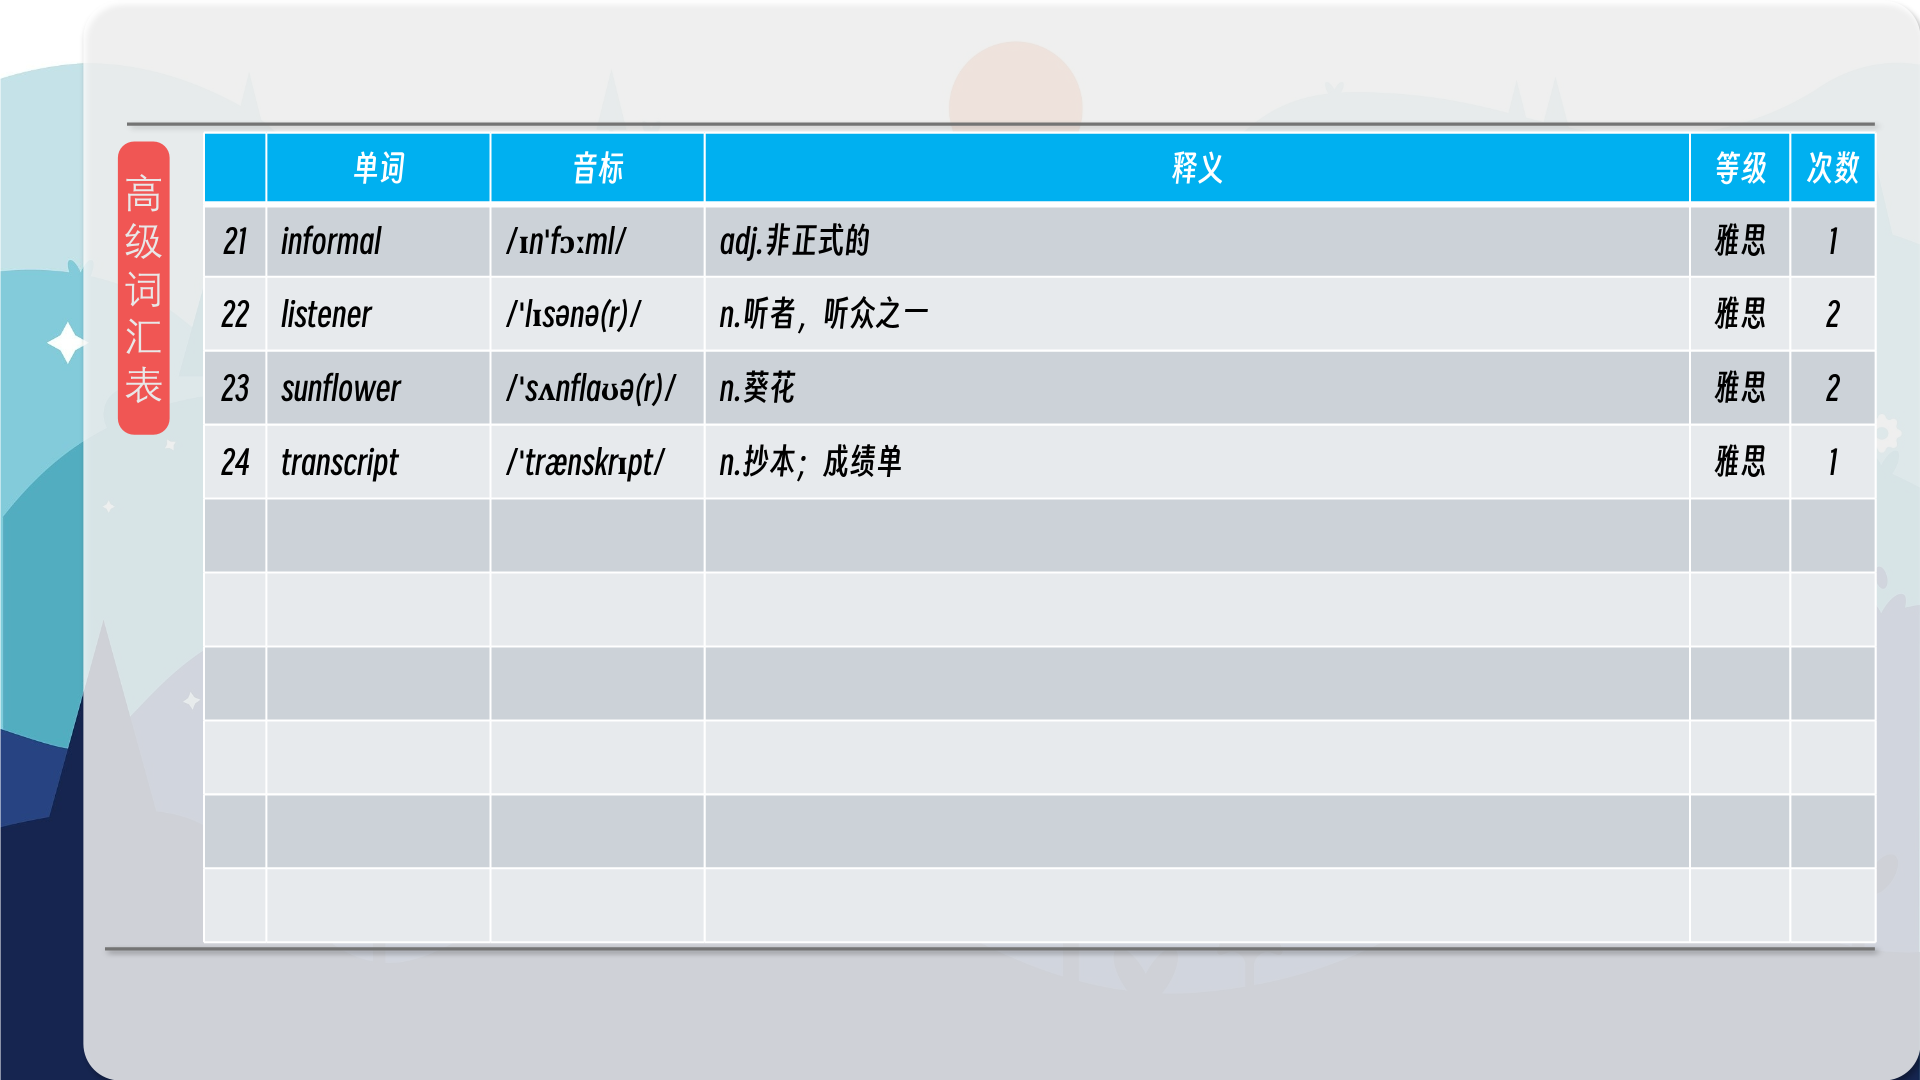 高级词汇表
单词 音标 释义 等级 次数
21 informal /ɪn'fɔːml/ adj.非正式的 雅思 1
22 listener /'lɪsənə(r)/ n.听者，听众之一 雅思 2
23 sunflower /'sʌnflaʊə(r)/ n.葵花 雅思 2
24 transcript /'trænskrɪpt/ n.抄本；成绩单 雅思 1